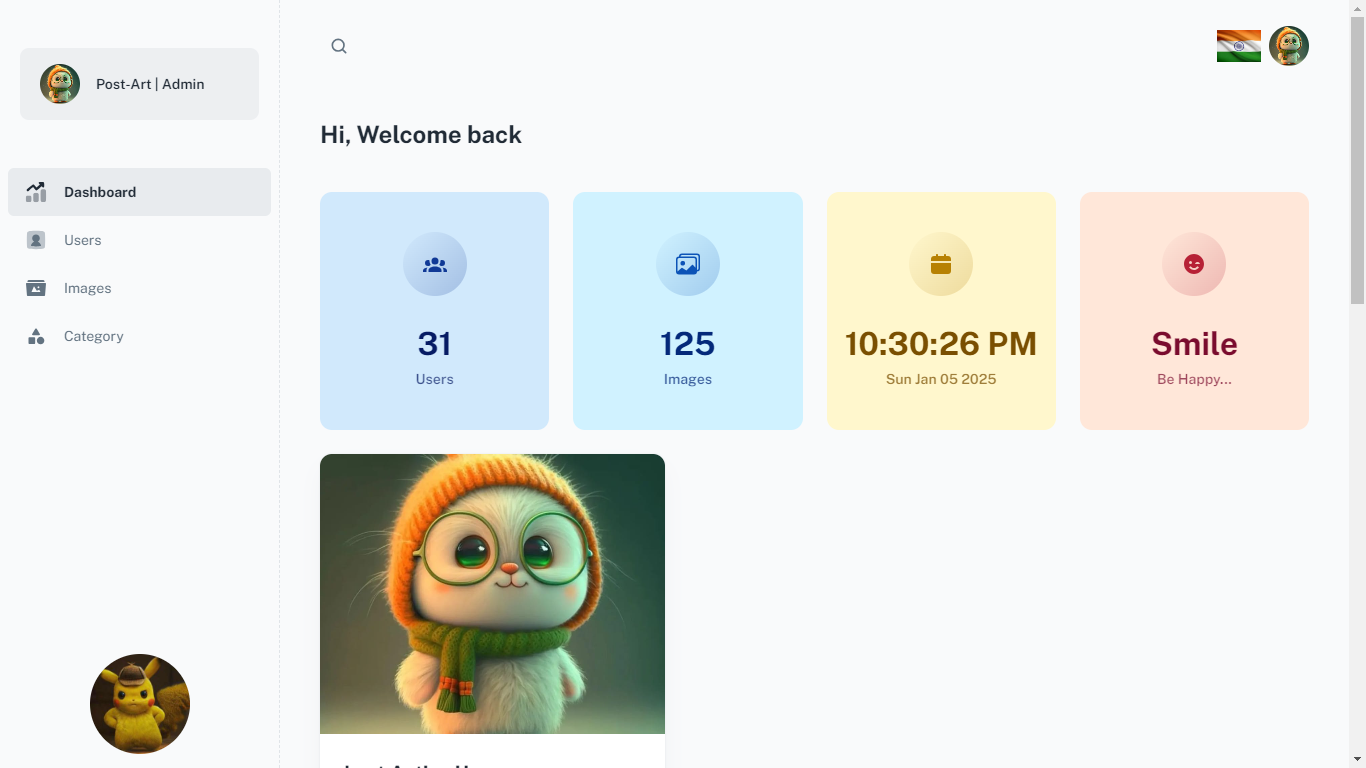 Post-Art | Admin
Dashboard
Users
Images
Category
Hi, Welcome back
31
Users
125
Images
10:30:26 PM
Sun Jan 05 2025
Smile
Be Happy...